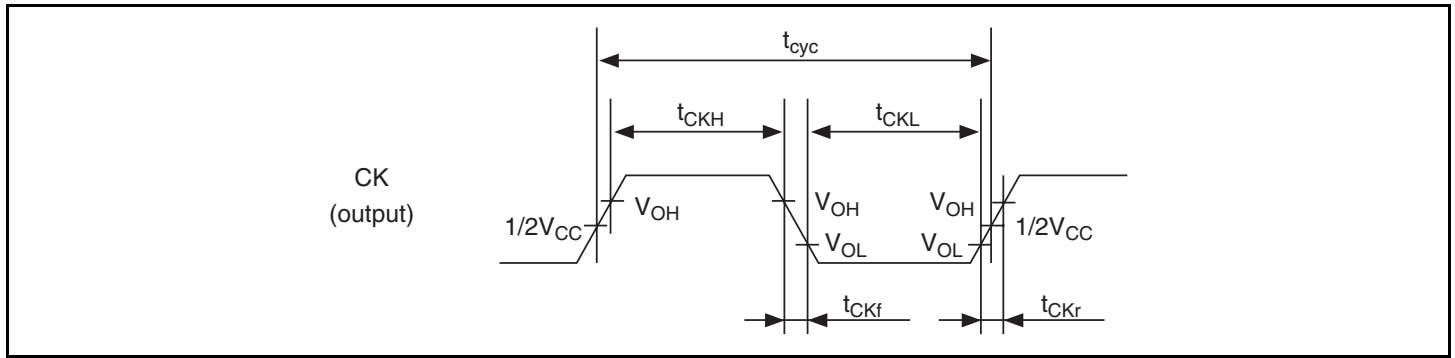 tcyc
tCKH
tCKL
CK
(output)
1/2VCC
VOH
VOH
VOL
VOH
VOL
1/2VCC
tCKf
tCKr